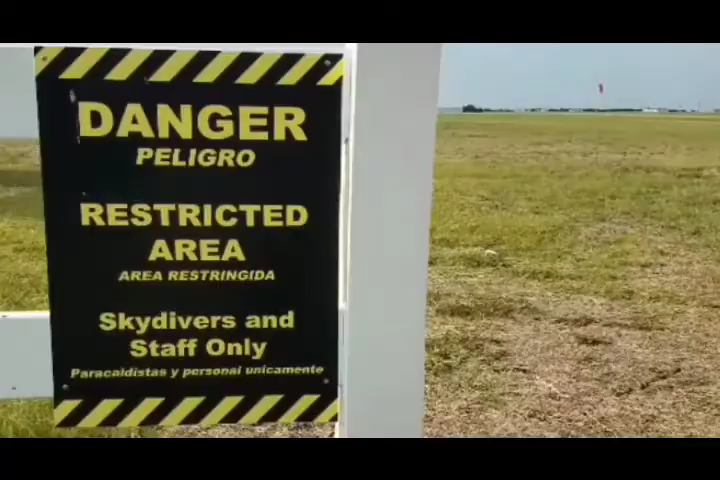 DANGER
PELIGRO
RESTRICTED
AREA
AREA RESTRINGIDA
Skydivers and
Staff Only
Paracaidistas y personal unicamente